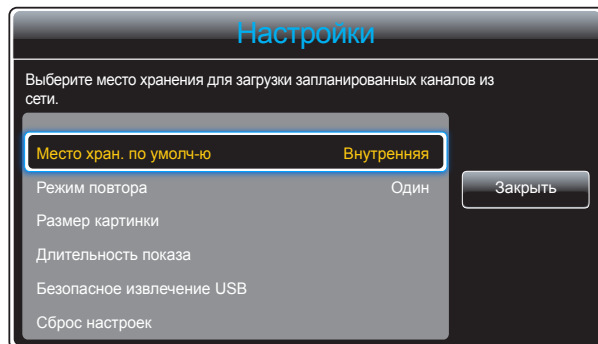 Настройки
Выберите место хранения для загрузки запланированных каналов из
сети.
Место хран. по умолч-ю Внутренняя
Режим повтора Один
Закрыть
Размер картинки
Длительность показа
Безопасное извлечение USB
Сброс настроек